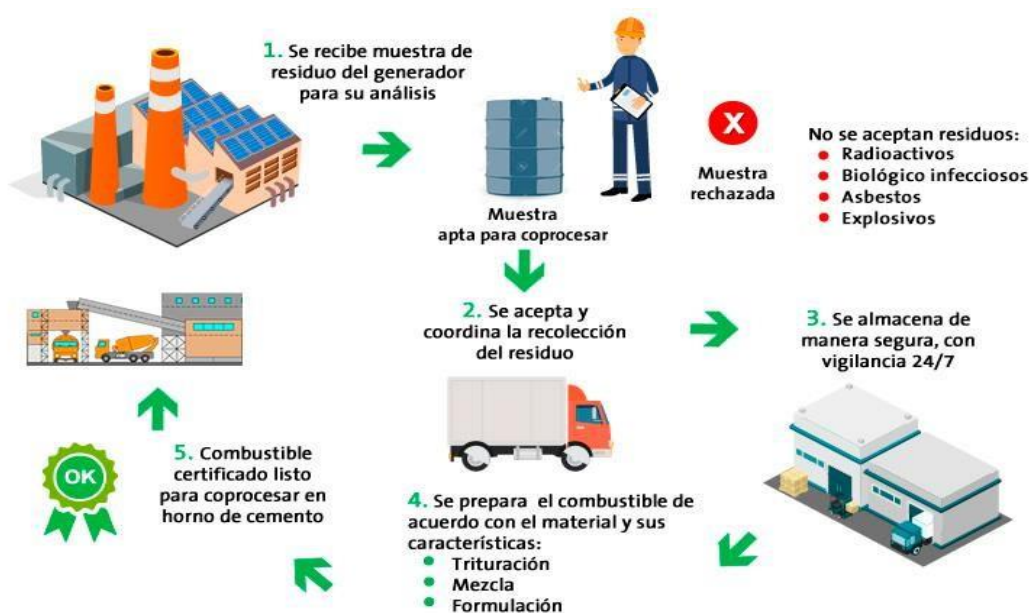 1. Se recibe muestra de
residuo del generador
para su análisis
Muestra
apta para coprocesar
X
Muestra
rechazada
No se aceptan residuos:
• Radioactivos
• Biológico infecciosos
• Asbestos
• Explosivos
2. Se acepta y
coordina la recolección
del residuo
3. Se almacena de
manera segura, con
vigilancia 24/7
4. Se prepara el combustible de
acuerdo con el material y sus
características:
• Trituración
• Mezcla
• Formulación
5. Combustible
certificado listo
para coprocesar en
horno de cemento
OK